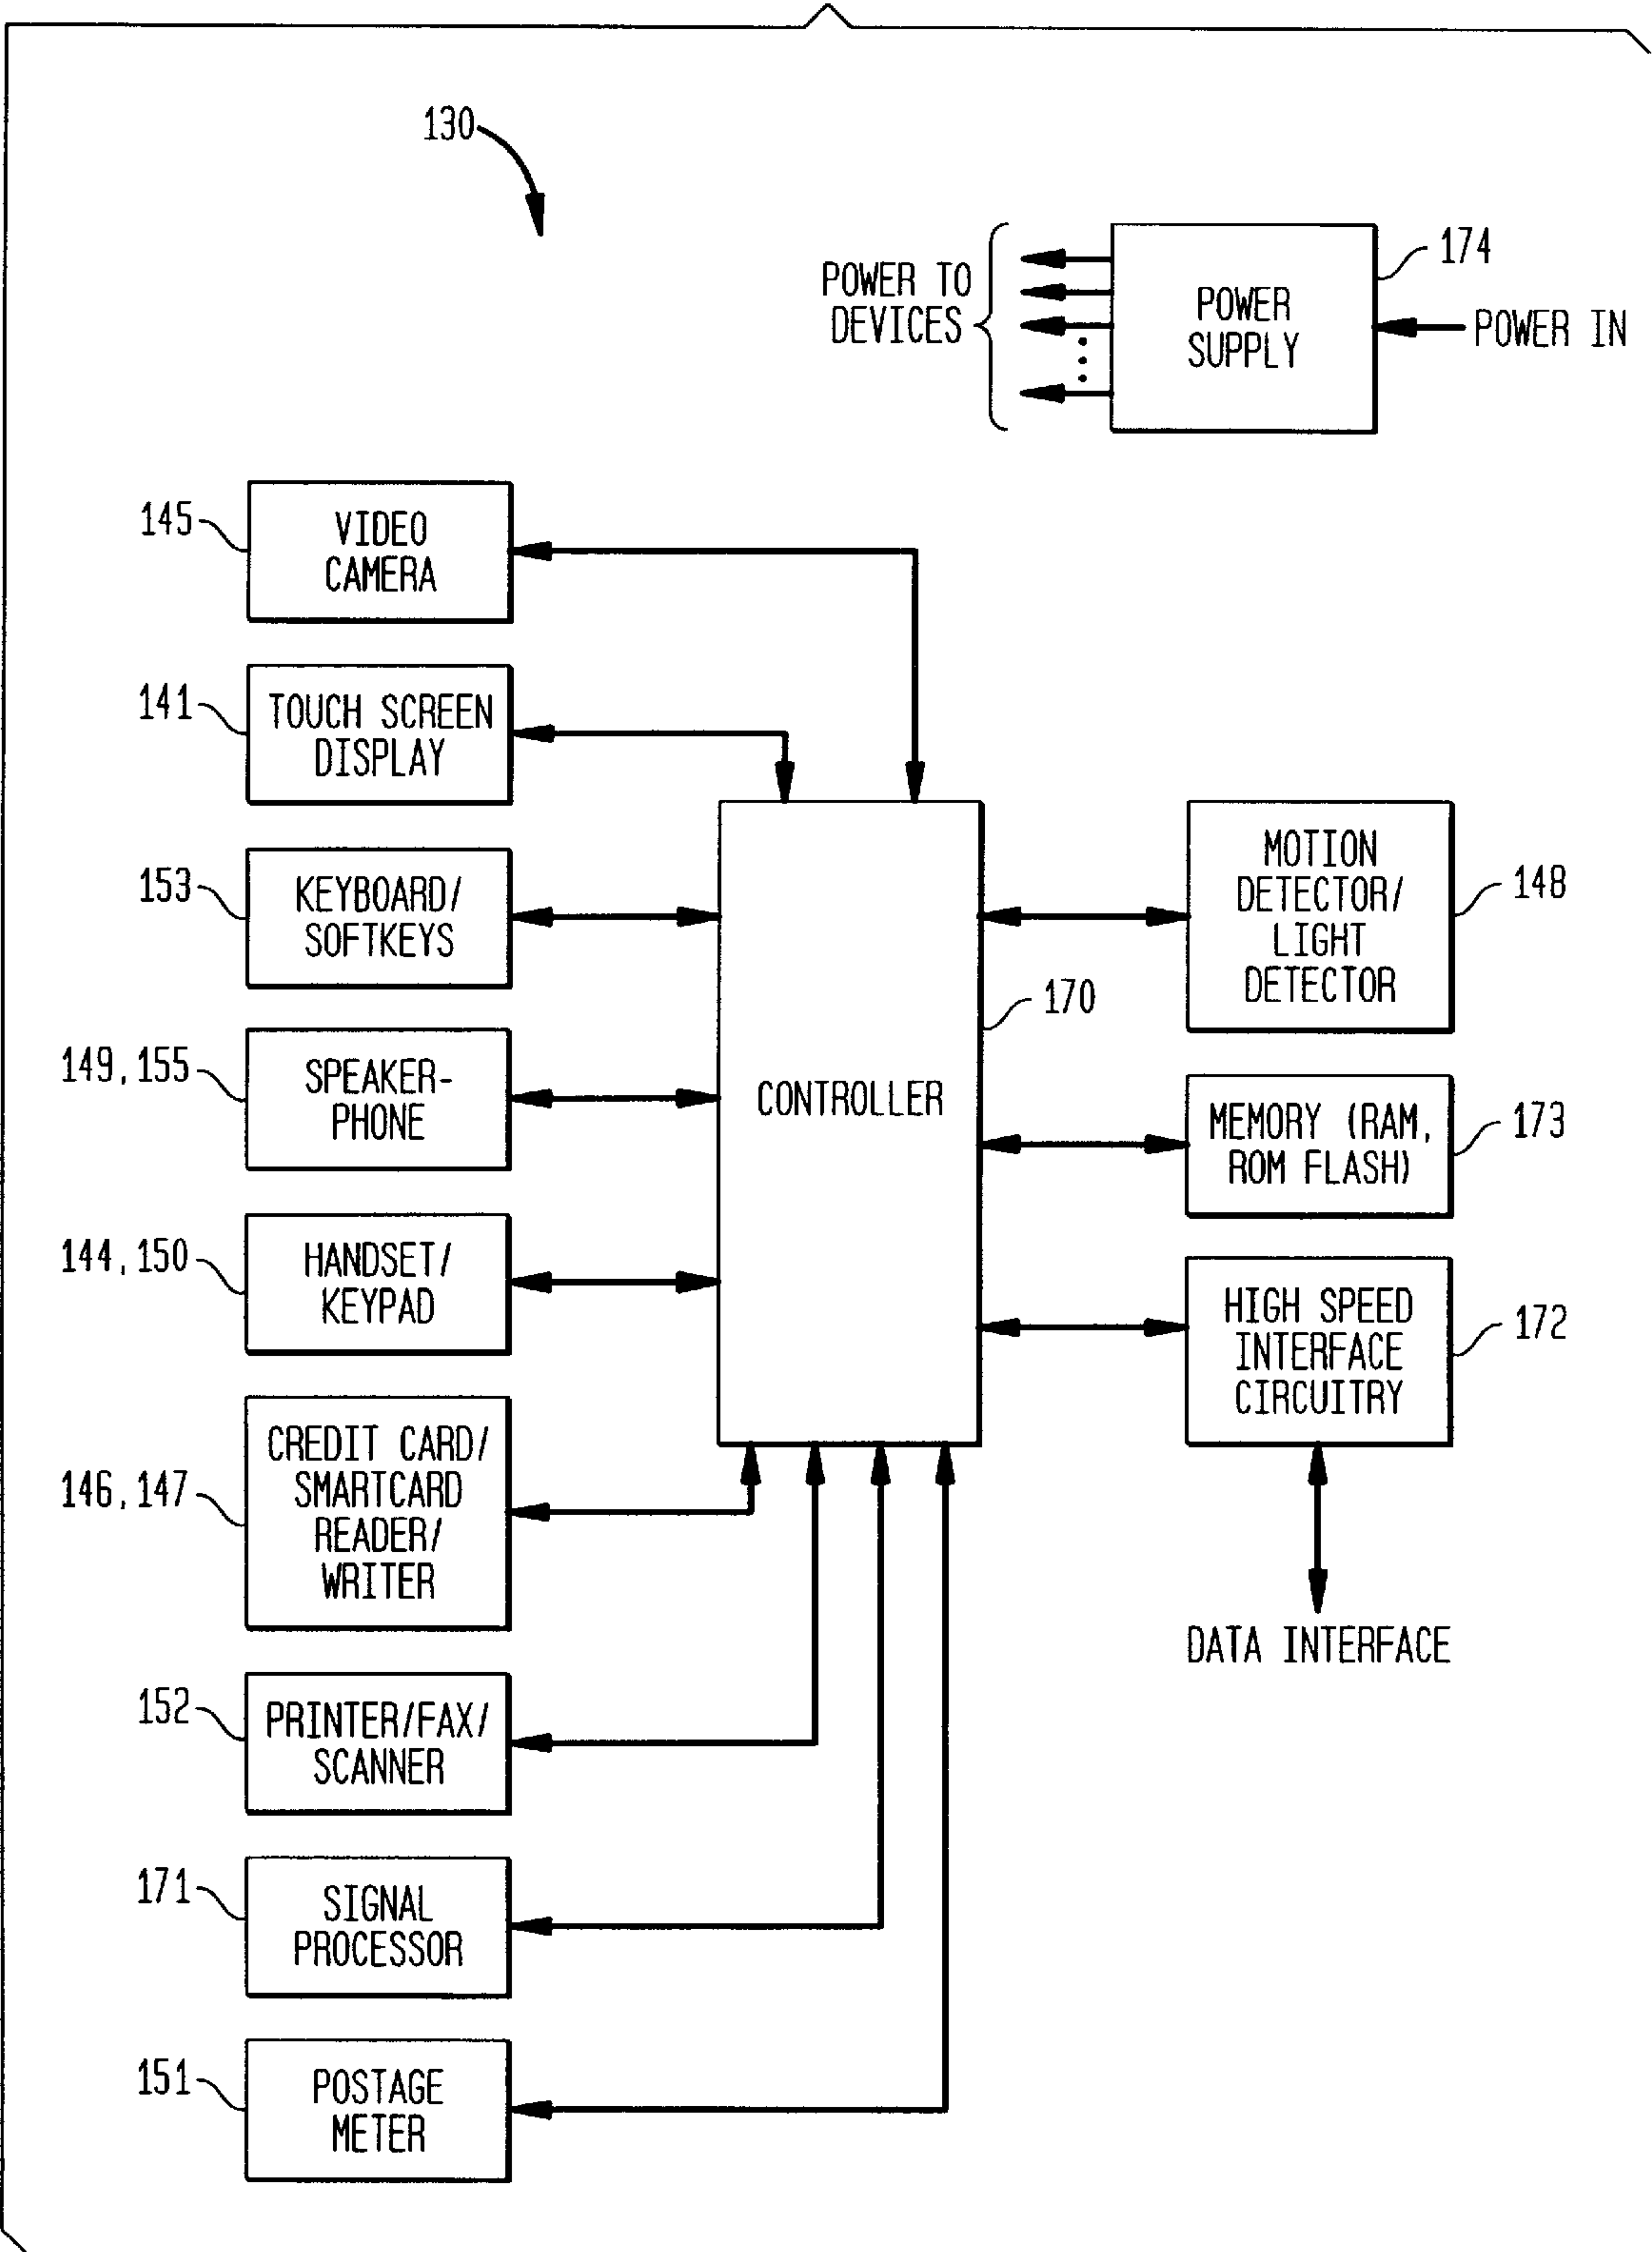 130
174
POWER TO
DEVICES
POWER
SUPPLY
POWER IN
145
VIDEO
CAMERA
141
TOUCH SCREEN
DISPLAY
153
KEYBOARD/
SOFTKEYS
MOTION
DETECTOR/
LIGHT
DETECTOR
148
170
149, 155
SPEAKER-
PHONE
CONTROLLER
MEMORY (RAM,
ROM FLASH)
173
144, 150
HANDSET/
KEYPAD
HIGH SPEED
INTERFACE
CIRCUITRY
172
146, 147
CREDIT CARD/
SMARTCARD
READER/
WRITER
DATA INTERFACE
152
PRINTER/FAX/
SCANNER
171
SIGNAL
PROCESSOR
151
POSTAGE
METER